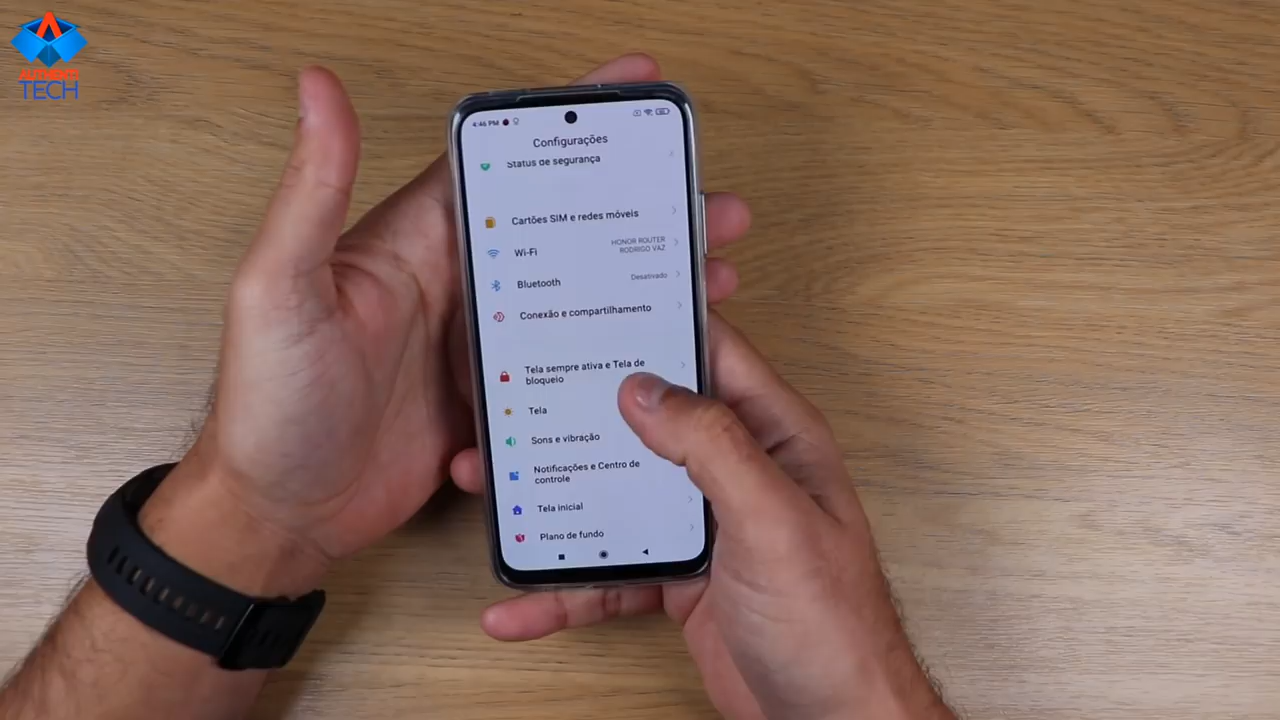 AUTHENTI
TECH
4:46 PM
Configurações
Status de segurança
Cartões SIM e redes móveis
Wi-Fi
HONOR ROUTER
RODRIGO VAZ
Bluetooth
Desativado
Conexão e compartilhamento
Tela sempre ativa e Tela de
bloqueio
Tela
Sons e vibração
Notificações e Centro de
controle
Tela inicial
Plano de fundo